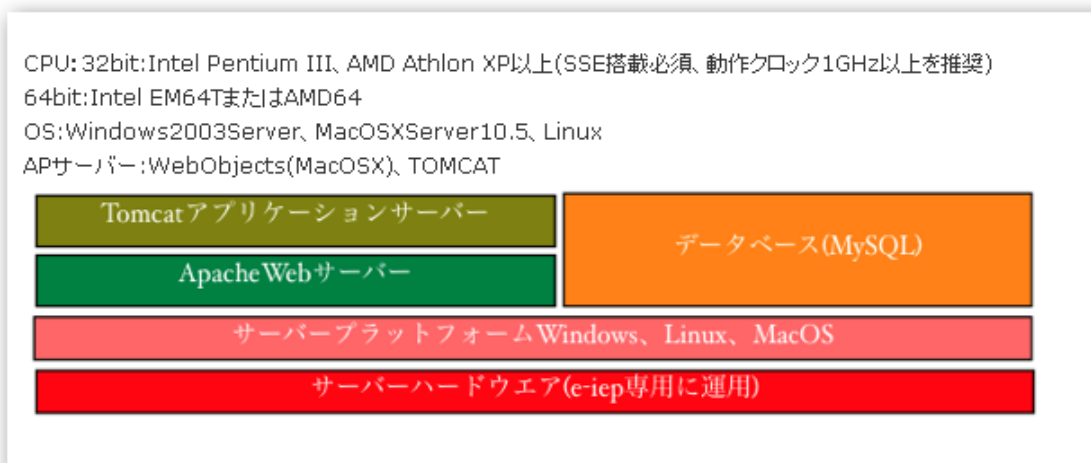 CPU: 32bit:Intel Pentium III、AMD Athlon XP以上(SSE搭載必須、動作クロック1GHz以上を推奨)
64bit:Intel EM64TまたはAMD64
OS:Windows2003Server、MacOSXServer10.5、Linux
APサーバー:WebObjects(MacOSX)、TOMCAT
Tomcatアプリケーションサーバー
データベース(MySQL)
ApacheWebサーバー
サーバープラットフォームWindows、Linux、MacOS
サーバーハードウエア(e-iep専用に運用)